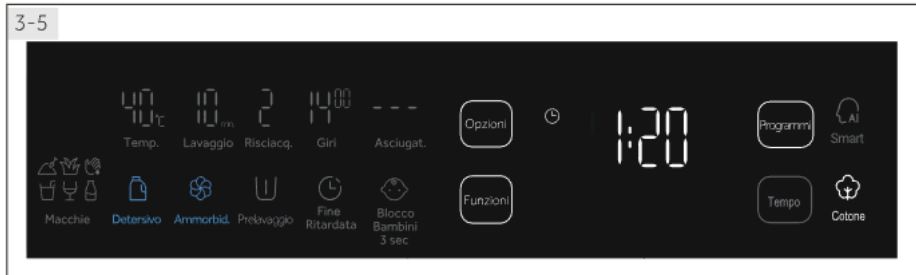 3-5
40°C
10 min.
2
1400
---
Temp.
Lavaggio
Risciacq.
Giri
Asciugat.
Opzioni
1:20
Programmi
AI
Smart
Macchie
Detersivo
Ammorbid.
Prelavaggio
Fine
Ritardata
Blocco
Bambini
3 sec
Funzioni
Tempo
Cotone